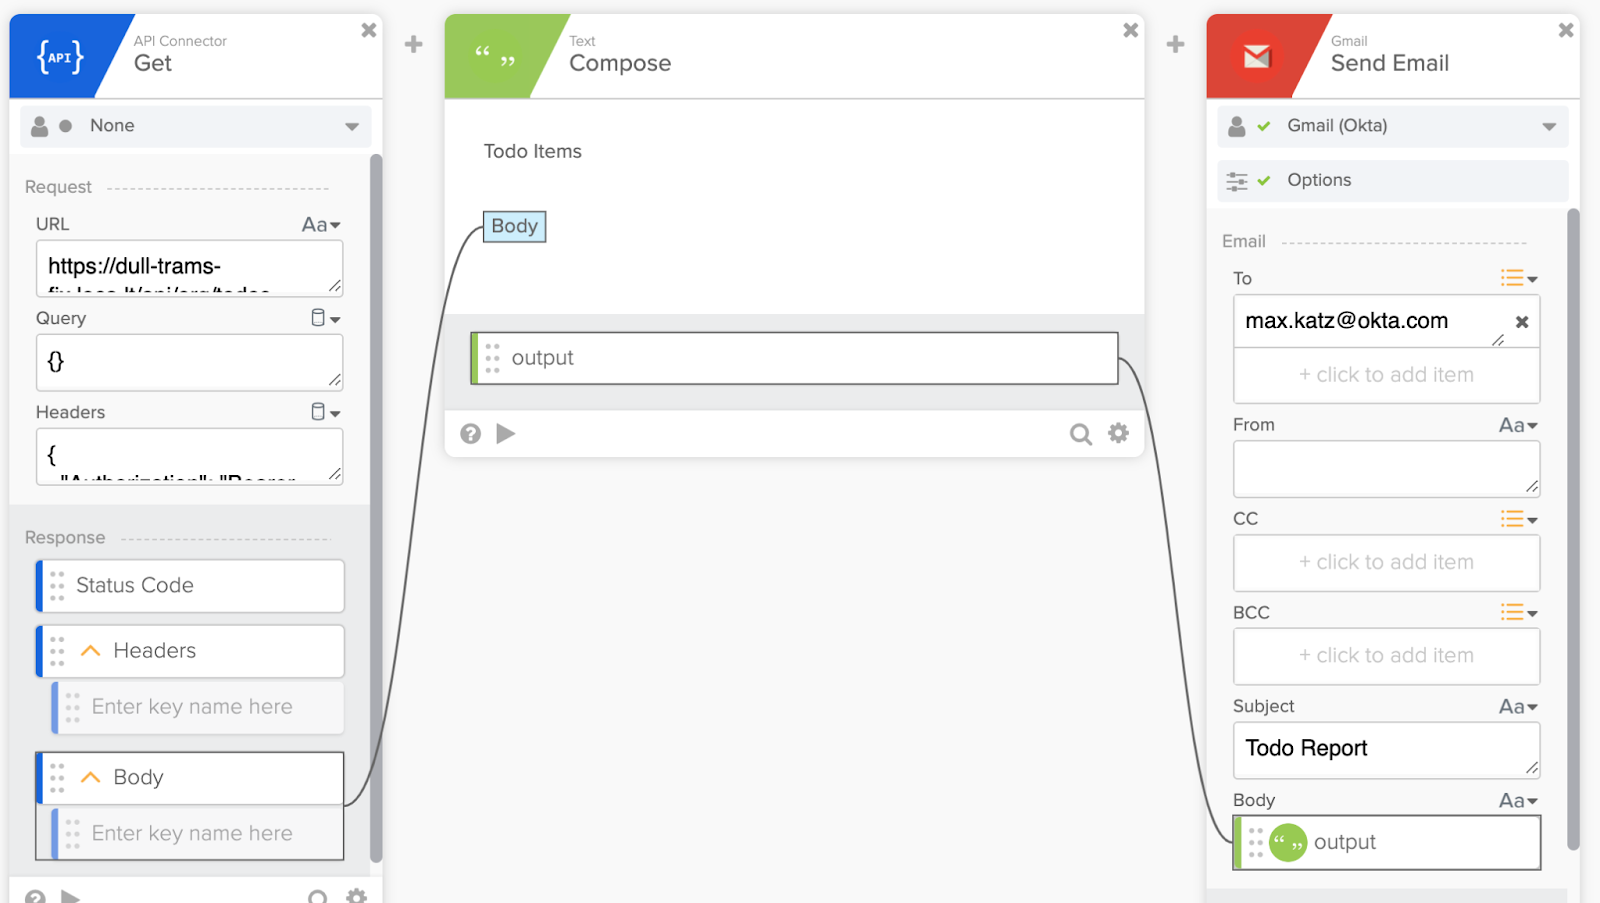 {API}
API Connector
Get
None
Request
URL
Aa
https://dull-trams-
Query
{}
Headers
{
"Authorization": "Bearer
Response
Status Code
Headers
Enter key name here
Body
Enter key name here
Text
Compose
Todo Items
Body
output
Gmail
Send Email
Gmail (Okta)
Options
Email
To
max.katz@okta.com
+ click to add item
From
Aa
CC
+ click to add item
BCC
+ click to add item
Subject
Aa
Todo Report
Body
Aa
output